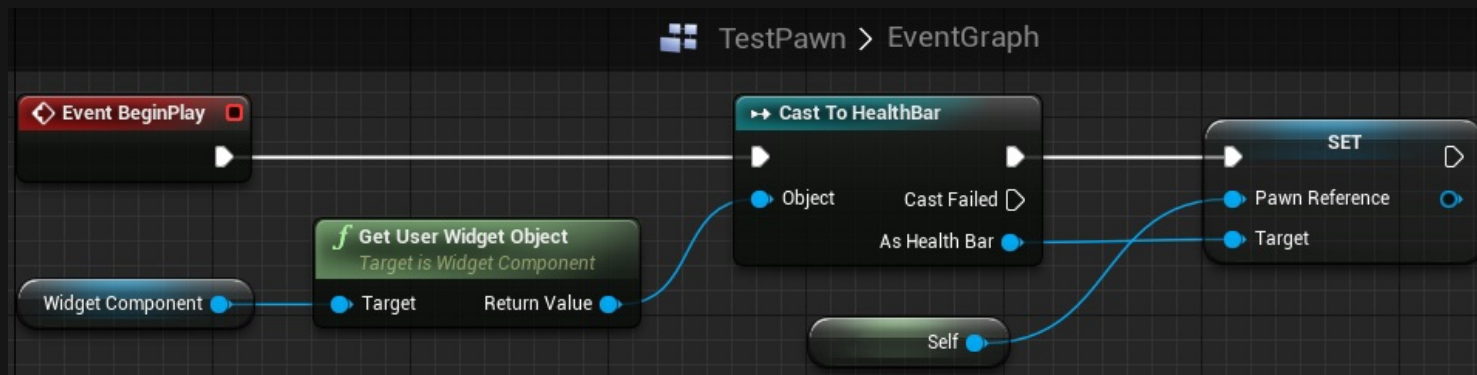 TestPawn > EventGraph
Event BeginPlay
Cast To HealthBar
SET
Object
Cast Failed
Pawn Reference
f Get User Widget Object
Target is Widget Component
As Health Bar
Target
Widget Component
Target
Return Value
Self